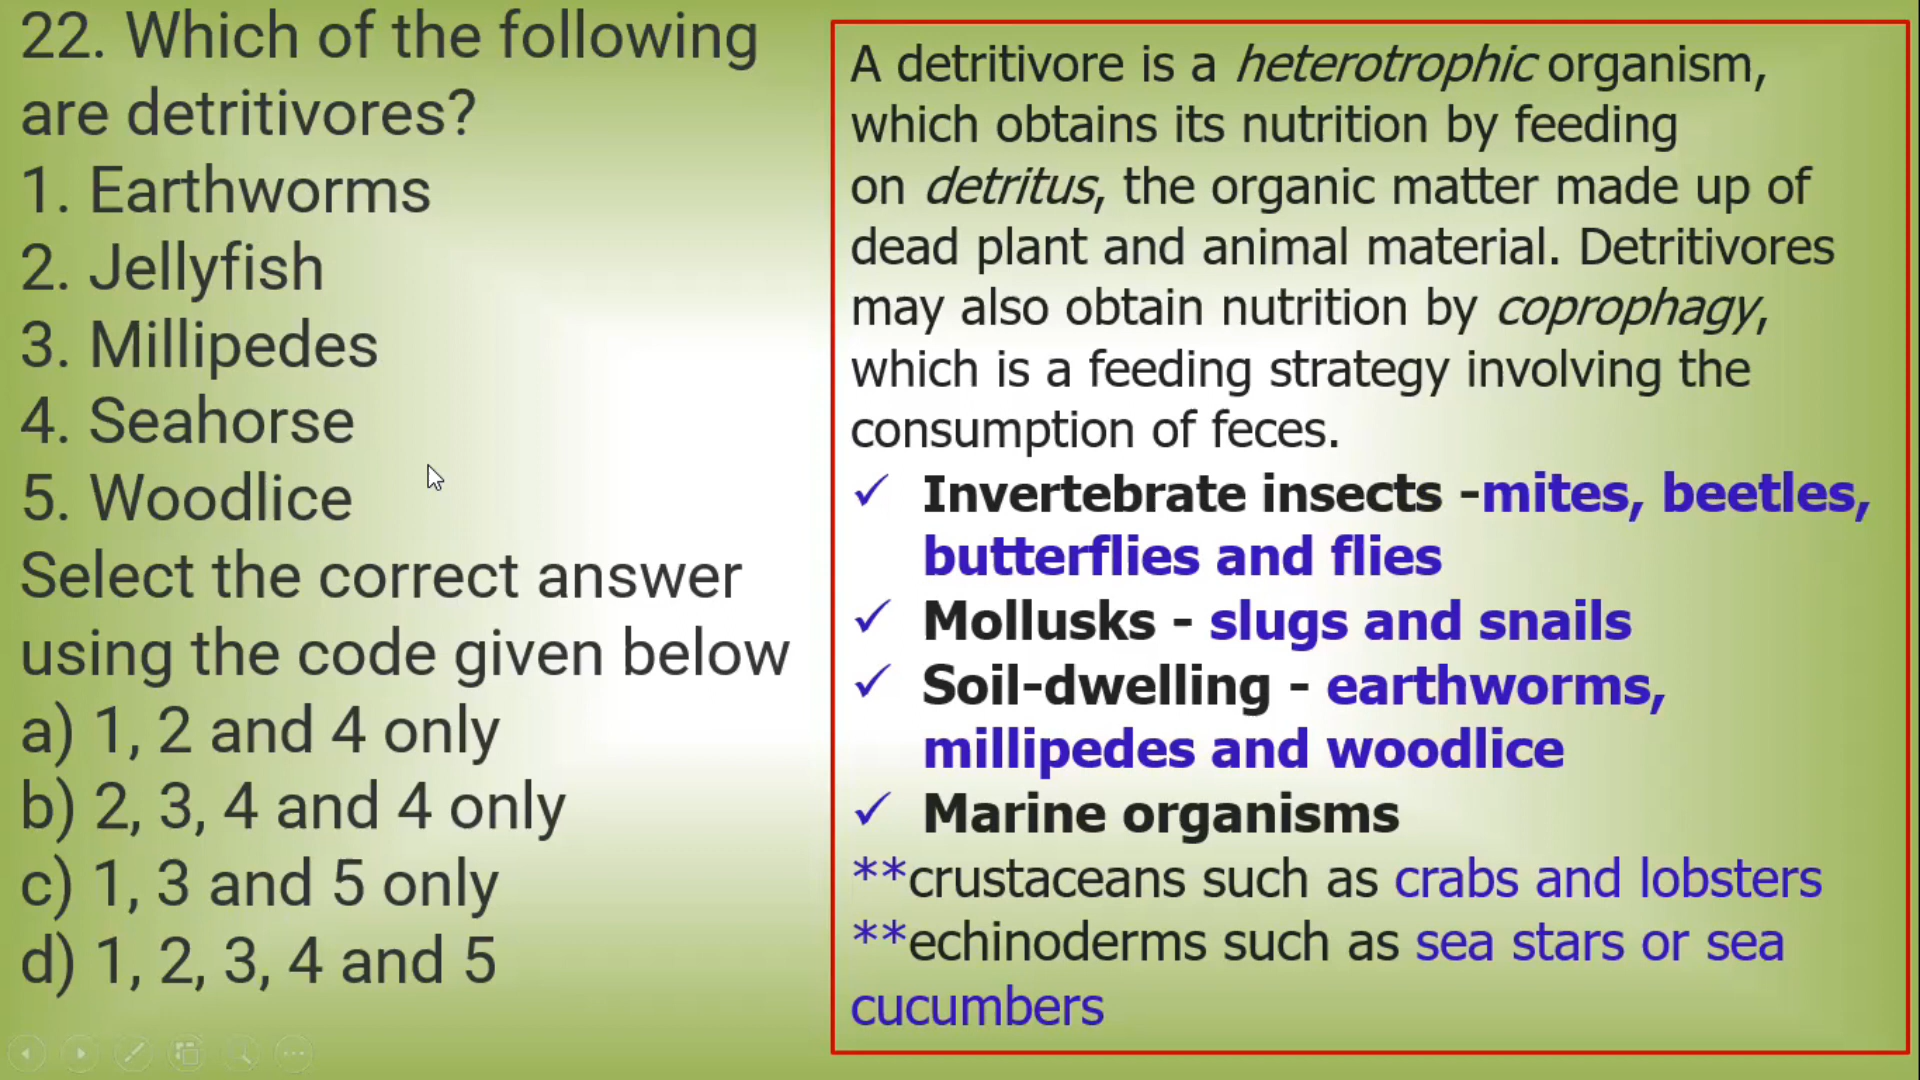 22. Which of the following
are detritivores?
1. Earthworms
2. Jellyfish
3. Millipedes
4. Seahorse
5. Woodlice
Select the correct answer
using the code given below
a) 1, 2 and 4 only
b) 2, 3, 4 and 4 only
c) 1, 3 and 5 only
d) 1, 2, 3, 4 and 5
A detritivore is a heterotrophic organism,
which obtains its nutrition by feeding
on detritus, the organic matter made up of
dead plant and animal material. Detritivores
may also obtain nutrition by coprophagy,
which is a feeding strategy involving the
consumption of feces.
✓ Invertebrate insects -mites, beetles,
butterflies and flies
✓ Mollusks - slugs and snails
✓ Soil-dwelling - earthworms,
millipedes and woodlice
✓ Marine organisms
**crustaceans such as crabs and lobsters
**echinoderms such as sea stars or sea
cucumbers